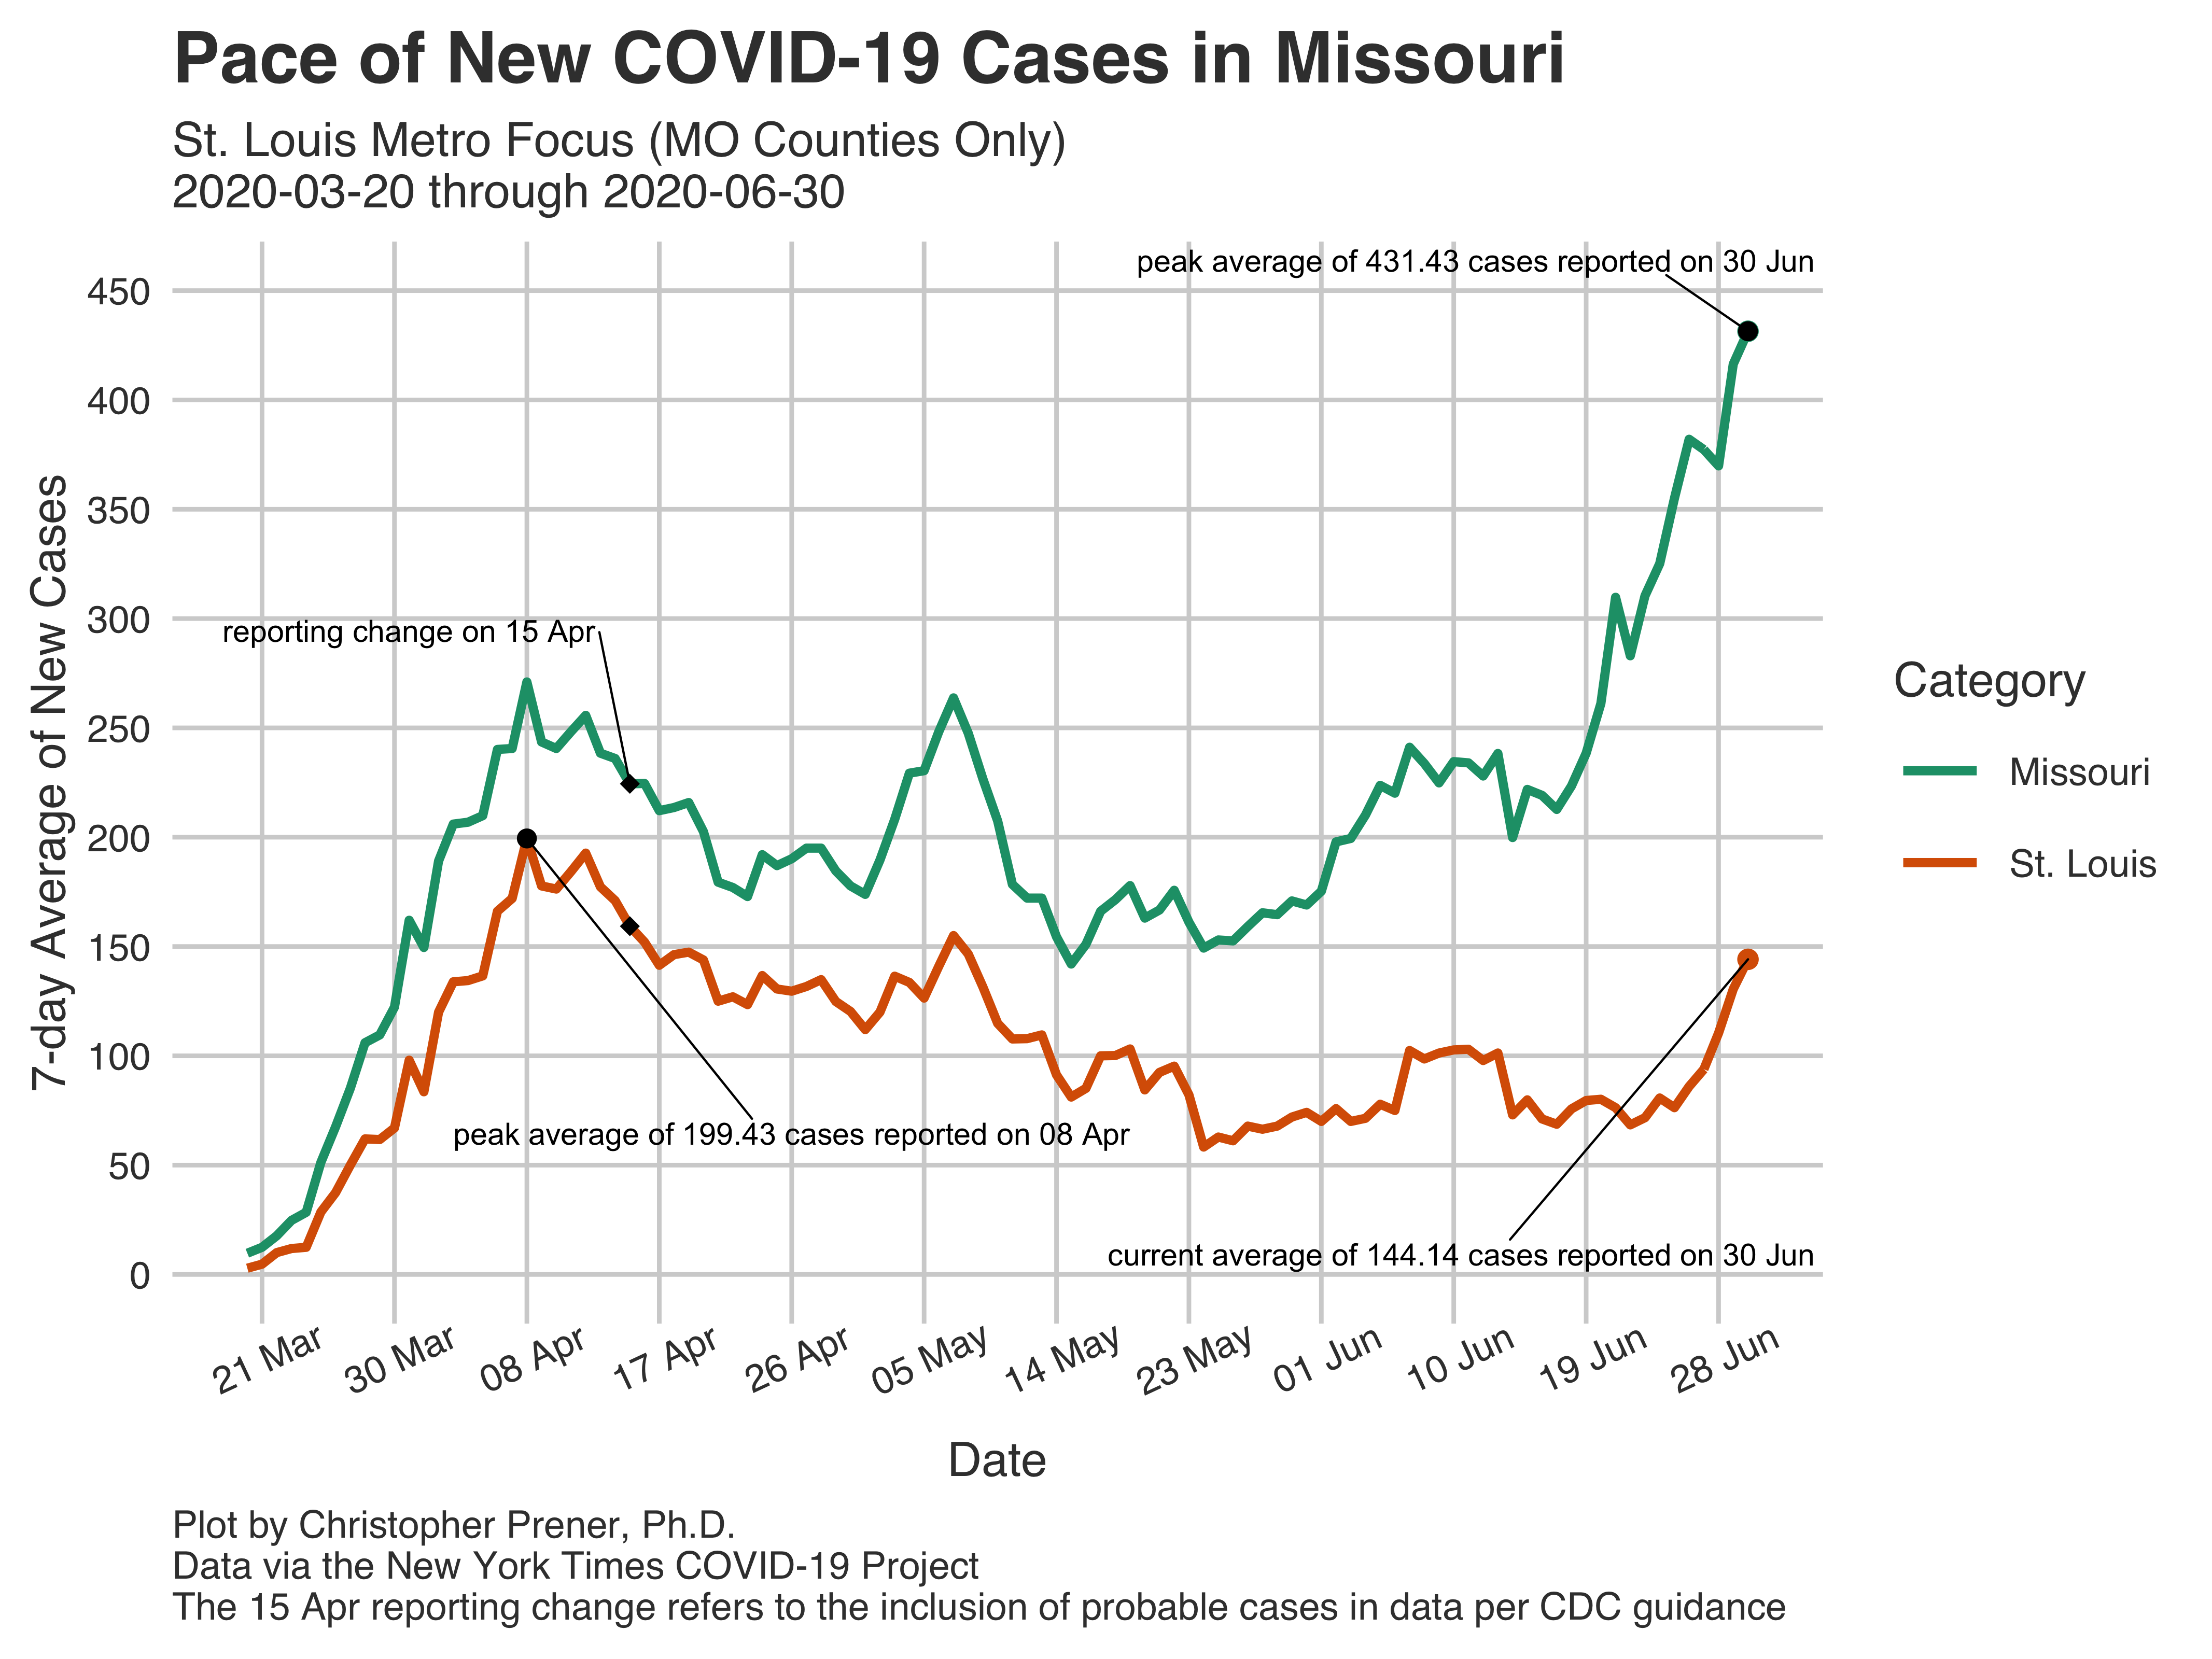 Pace of New COVID-19 Cases in Missouri
St. Louis Metro Focus (MO Counties Only)
2020-03-20 through 2020-06-30
peak average of 431.43 cases reported on 30 Jun
450
400
350
300
250
200
150
100
50
0
7-day Average of New Cases
reporting change on 15 Apr
peak average of 199.43 cases reported on 08 Apr
current average of 144.14 cases reported on 30 Jun
Category
Missouri
St. Louis
21 Mar
30 Mar
08 Apr
17 Apr
26 Apr
05 May
14 May
23 May
01 Jun
10 Jun
19 Jun
28 Jun
Date
Plot by Christopher Prener, Ph.D.
Data via the New York Times COVID-19 Project
The 15 Apr reporting change refers to the inclusion of probable cases in data per CDC guidance